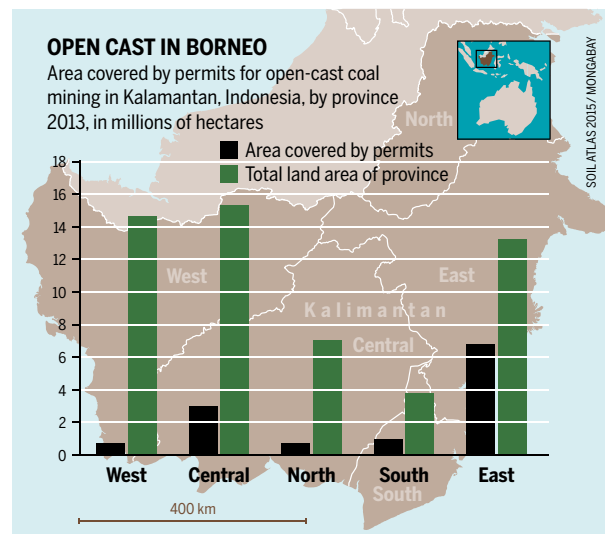 OPEN CAST IN BORNEO
Area covered by permits for open-cast coal
mining in Kalamantan, Indonesia, by province
2013, in millions of hectares
SOIL ATLAS 2015/ MONGABAY
North
Area covered by permits
Total land area of province
18
16
14
12
10
8
6
4
2
0
West
East
Kalimantan
Central
South
West
Central
North
South
East
400 km